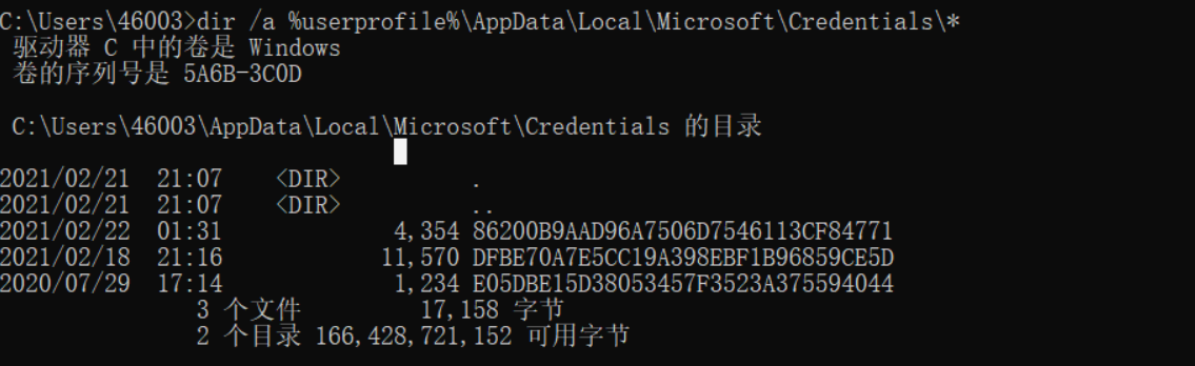 C:\Users\46003>dir /a %userprofile%\AppData\Local\Microsoft\Credentials\*
驱动器 C 中的卷是 Windows
卷的序列号是 5A6B-3C0D
C:\Users\46003\AppData\Local\Microsoft\Credentials 的目录
2021/02/21 21:07 <DIR> .
2021/02/21 21:07 <DIR> ..
2021/02/22 01:31 4,354 86200B9AAD96A7506D7546113CF84771
2021/02/18 21:16 11,570 DFBE70A7E5CC19A398EBF1B96859CE5D
2020/07/29 17:14 1,234 E05DBE15D38053457F3523A375594044
3 个文件 17,158 字节
2 个目录 166,428,721,152 可用字节